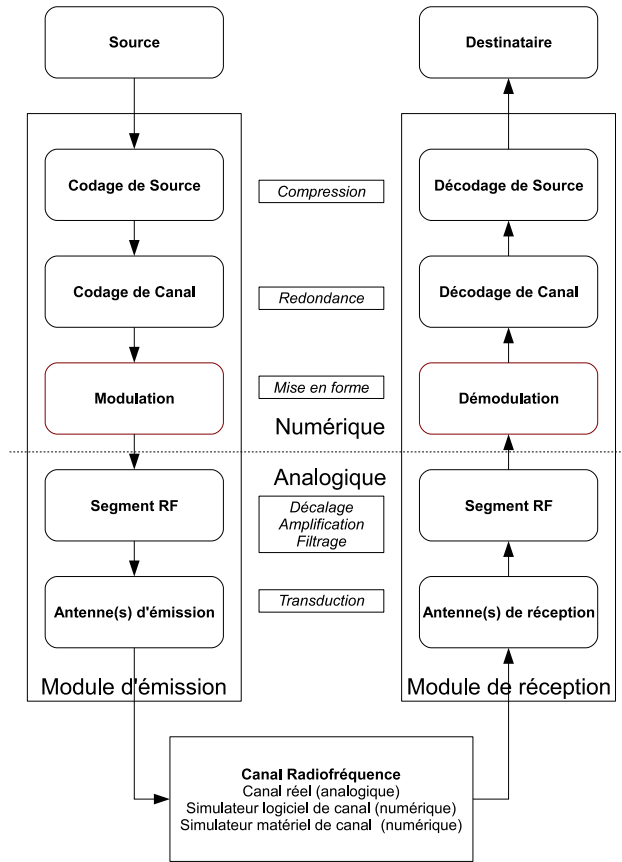 Source
Destinataire
Codage de Source
Compression
Décodage de Source
Codage de Canal
Redondance
Décodage de Canal
Modulation
Mise en forme
Démodulation
Numérique
Analogique
Segment RF
Décalage
Amplification
Filtrage
Segment RF
Antenne(s) d'émission
Transduction
Antenne(s) de réception
Module d'émission
Module de réception
Canal Radiofréquence
Canal réel (analogique)
Simulateur logiciel de canal (numérique)
Simulateur matériel de canal (numérique)